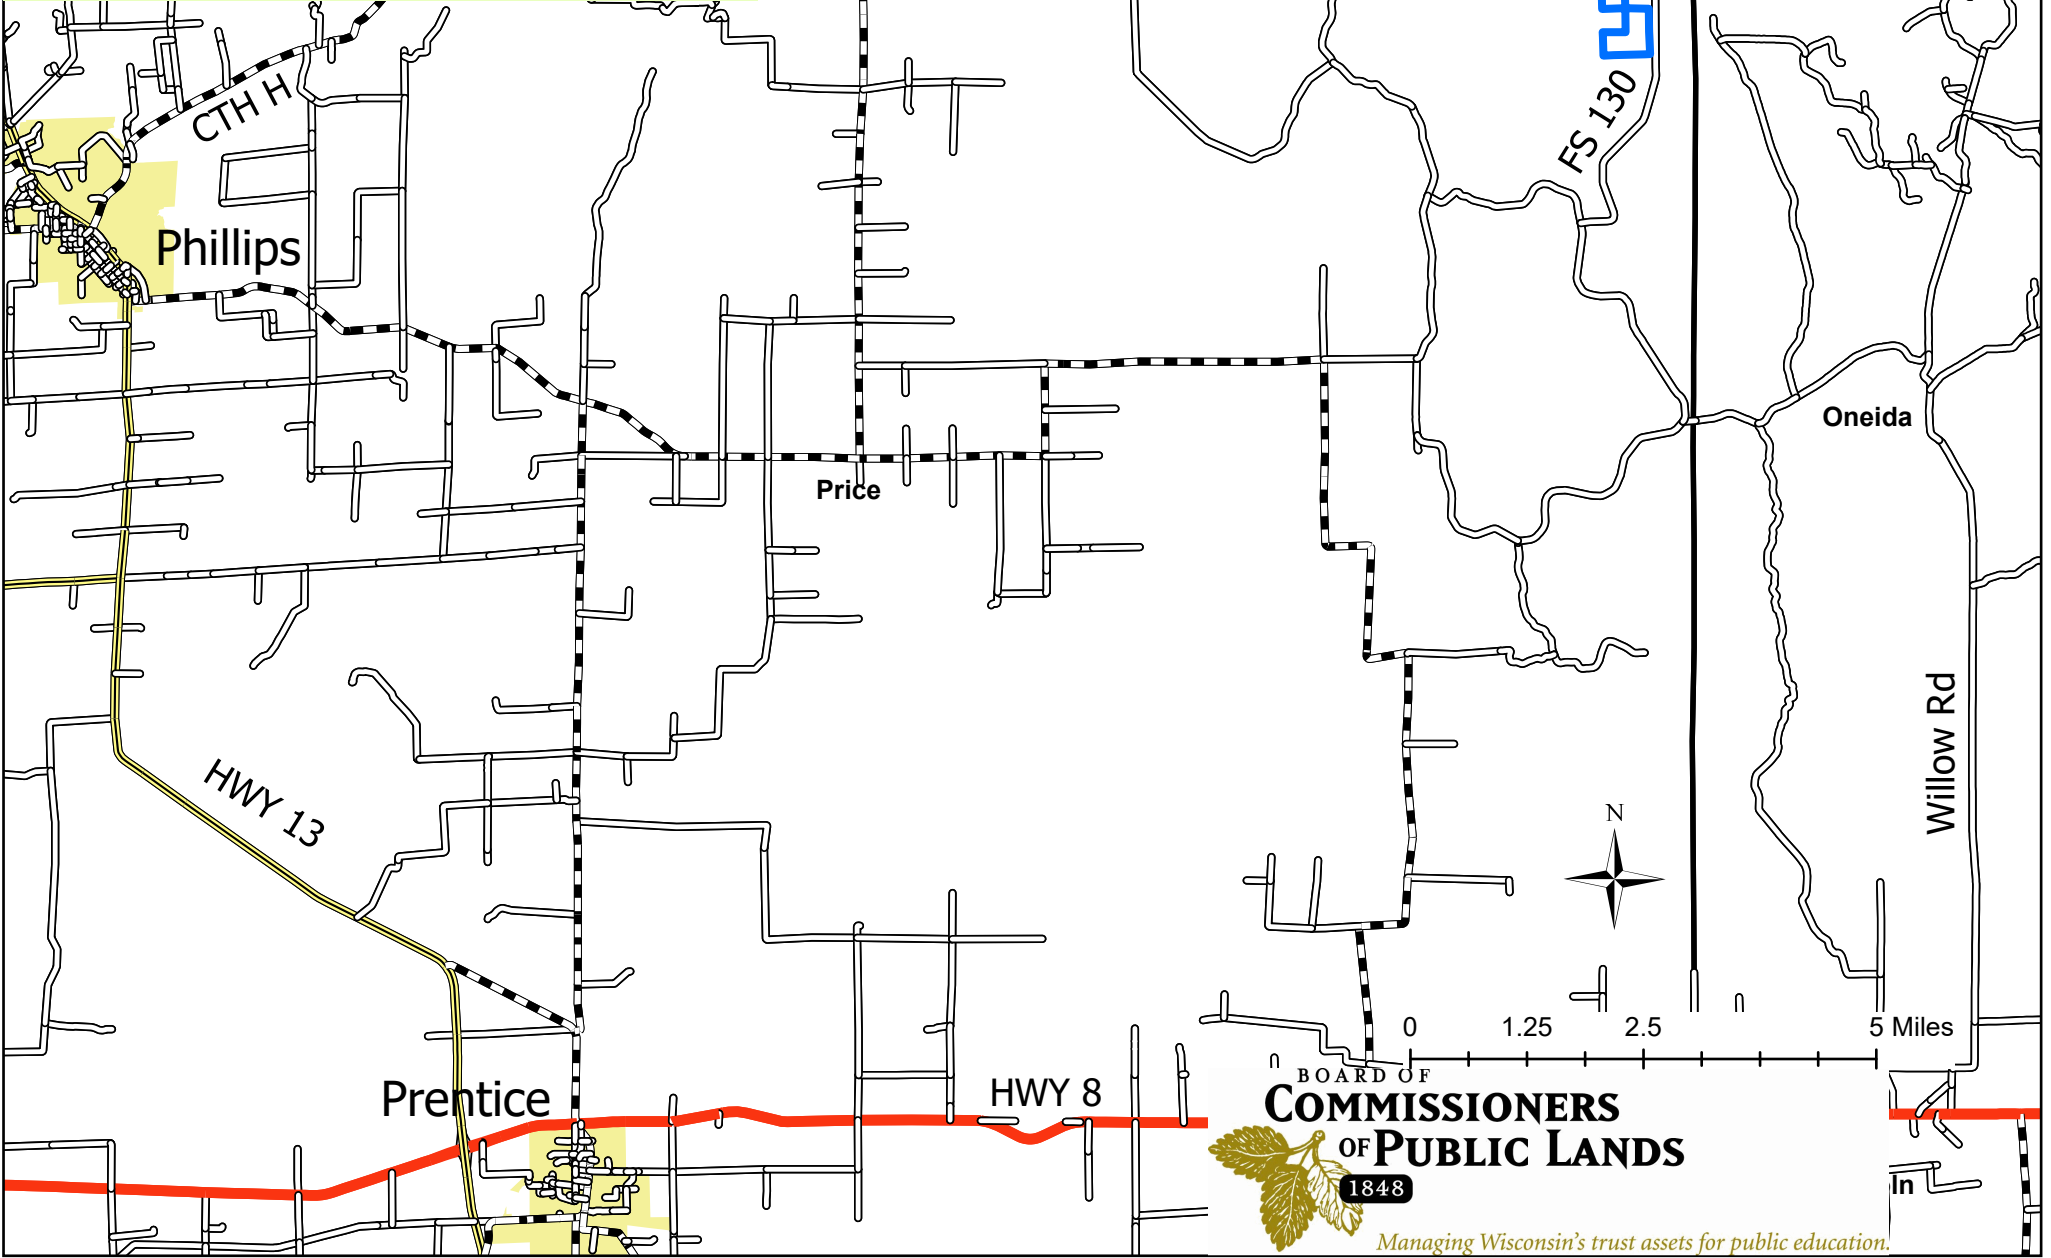 CTH H
FS 130
Phillips
Oneida
Price
Willow Rd
HWY 13
N
0 1.25 2.5 5 Miles
Prentice
HWY 8
BOARD OF
COMMISSIONERS
OF PUBLIC LANDS
1848
ln
Managing Wisconsin's trust assets for public education.